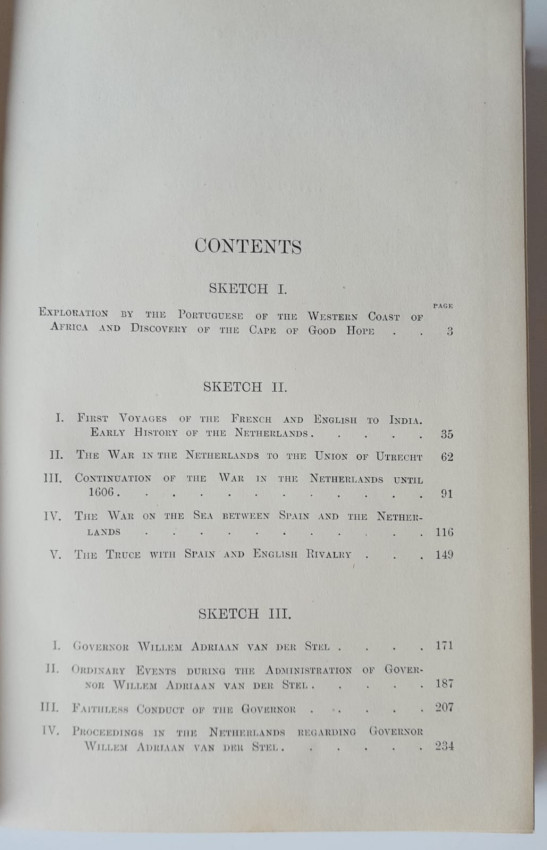 CONTENTS
SKETCH I.
PAGE
Exploration by the Portuguese of the Western Coast of
Africa and Discovery of the Cape of Good Hope . . 3
SKETCH II.
I. First Voyages of the French and English to India.
Early History of the Netherlands . . . . . 35
II. The War in the Netherlands to the Union of Utrecht 62
III. Continuation of the War in the Netherlands until
1606 . . . . . . . . . . . . 91
IV. The War on the Sea between Spain and the Nether-
lands . . . . . . . . . . . 116
V. The Truce with Spain and English Rivalry . . . 149
SKETCH III.
I. Governor Willem Adriaan van der Stel . . . . 171
II. Ordinary Events during the Administration of Gover-
nor Willem Adriaan van der Stel . . . . . 187
III. Faithless Conduct of the Governor . . . . . 207
IV. Proceedings in the Netherlands regarding Governor
Willem Adriaan van der Stel . . . . . . 234